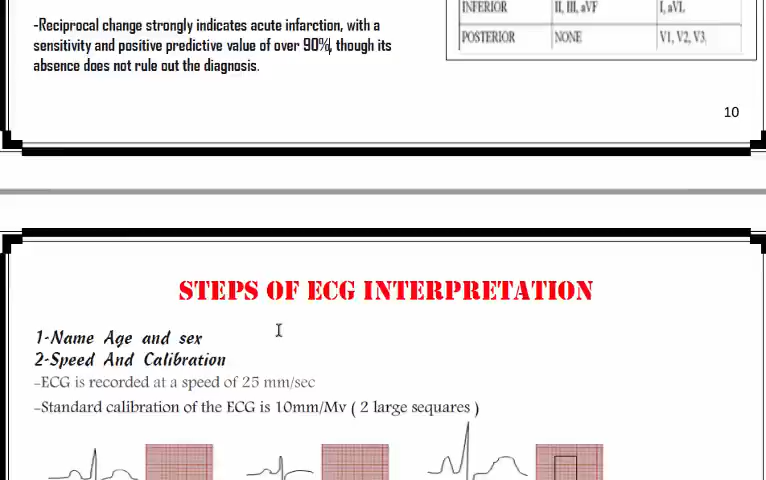 -Reciprocal change strongly indicates acute infarction, with a
sensitivity and positive predictive value of over 90%, though its
absence does not rule out the diagnosis.
INFERIOR II, III, aVF I, aVL
POSTERIOR NONE V1, V2, V3
10
STEPS OF ECG INTERPRETATION
1-Name Age and sex
2-Speed And Calibration
-ECG is recorded at a speed of 25 mm/sec
-Standard calibration of the ECG is 10mm/Mv ( 2 large sequares )